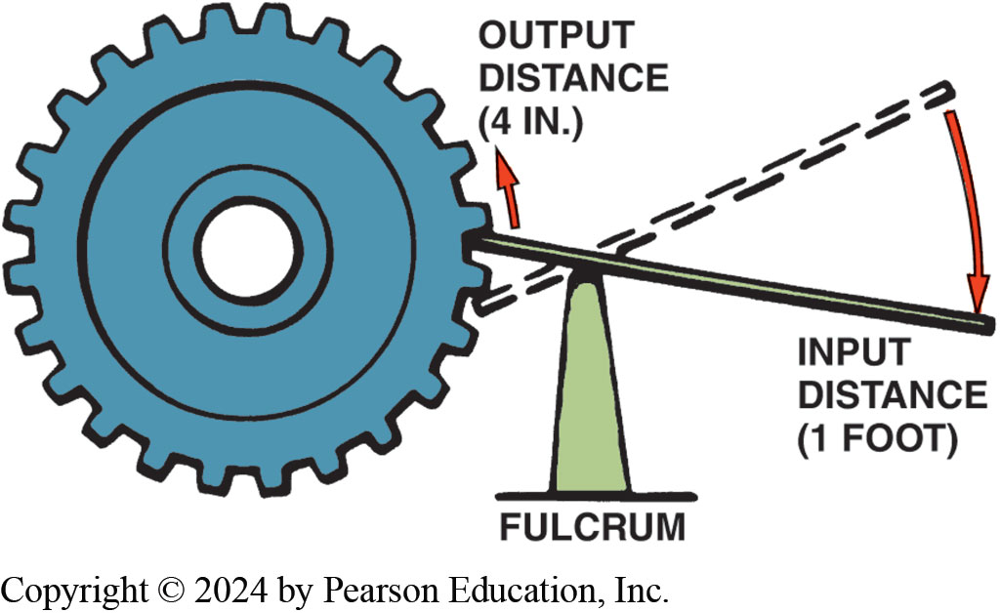 OUTPUT
DISTANCE
(4 IN.)
INPUT
DISTANCE
(1 FOOT)
FULCRUM
Copyright © 2024 by Pearson Education, Inc.